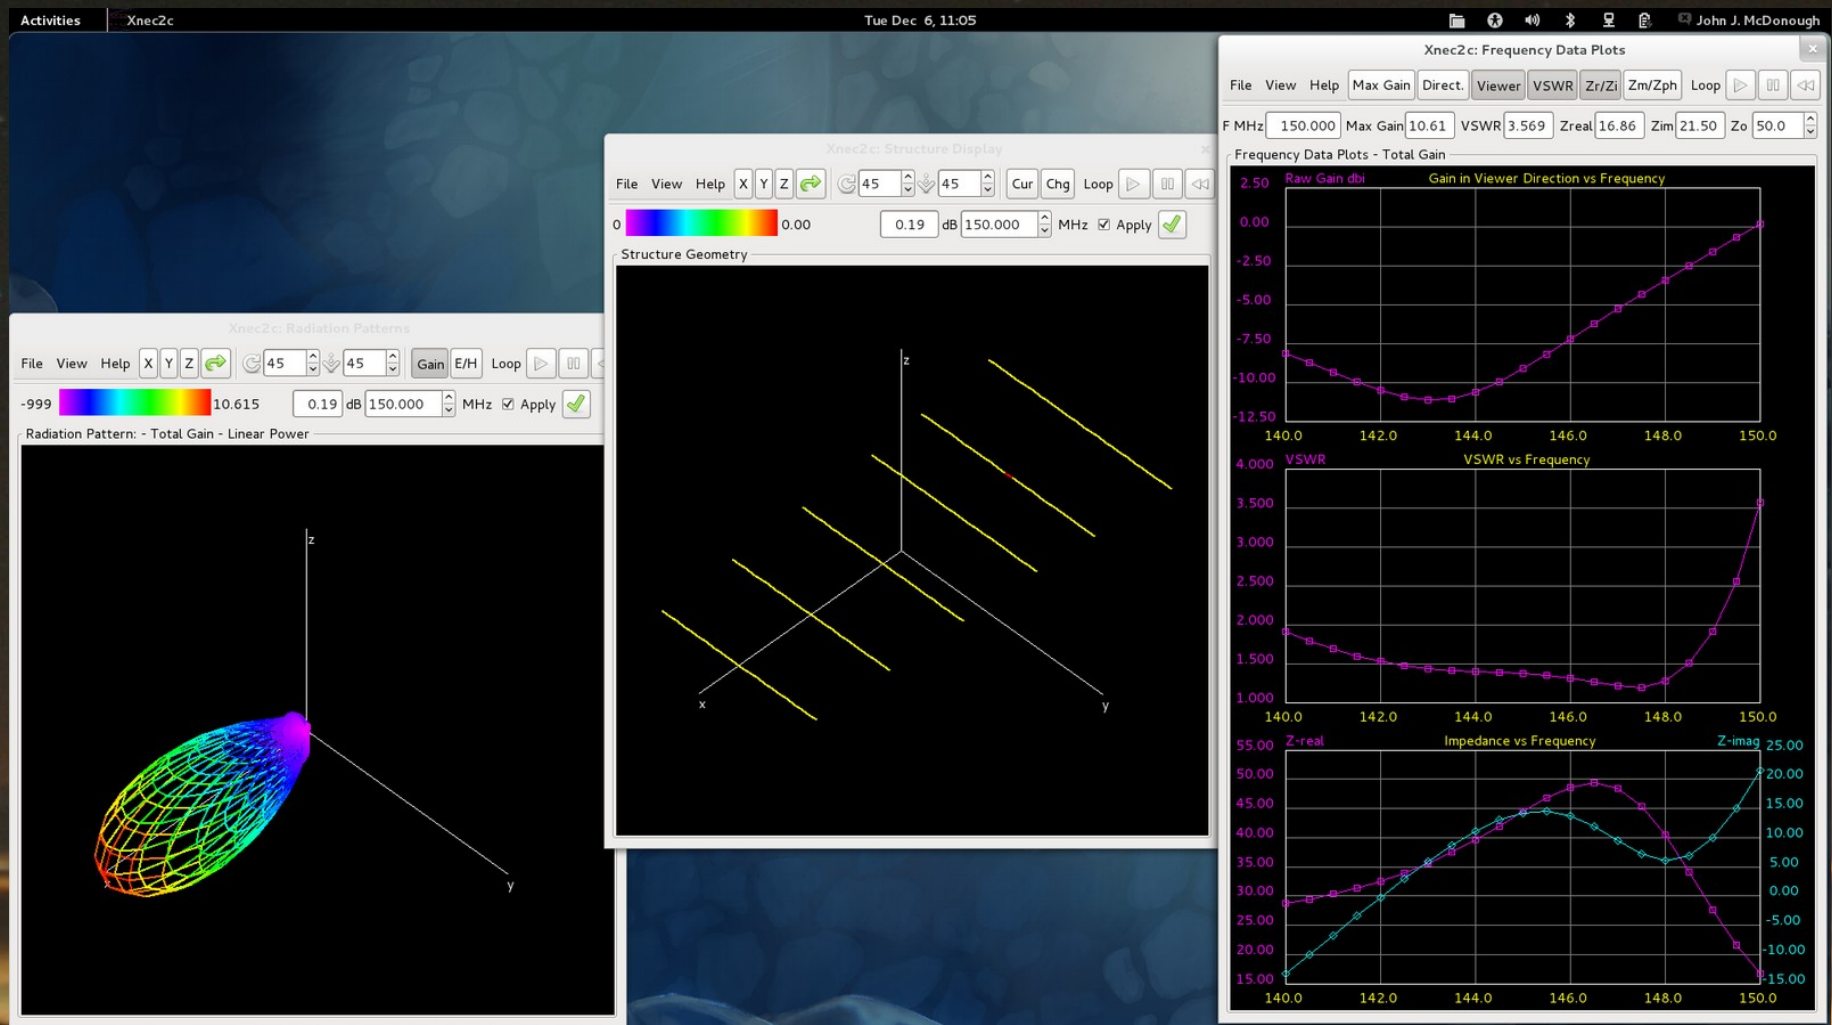 Activities Xnec2c Tue Dec 6, 11:05 John J. McDonough
Xnec2c: Frequency Data Plots
File View Help Max Gain Direct. Viewer VSWR Zr/Zi Zm/Zph Loop
F MHz 150.000 Max Gain 10.61 VSWR 3.569 Zreal 16.86 Zim 21.50 Zo 50.0
Frequency Data Plots - Total Gain
Raw Gain dbi Gain in Viewer Direction vs Frequency
2.50
0.00
-2.50
-5.00
-7.50
-10.00
-12.50
140.0 142.0 144.0 146.0 148.0 150.0
VSWR VSWR vs Frequency
4.000
3.500
3.000
2.500
2.000
1.500
1.000
140.0 142.0 144.0 146.0 148.0 150.0
Z-real Impedance vs Frequency Z-imag
55.00 25.00
50.00 20.00
45.00 15.00
40.00 10.00
35.00 5.00
30.00 0.00
25.00 -5.00
20.00 -10.00
15.00 -15.00
140.0 142.0 144.0 146.0 148.0 150.0
Xnec2c: Structure Display
File View Help X Y Z 45 45 Cur Chg Loop
0 0.00 0.19 dB 150.000 MHz Apply
Structure Geometry
z
x
y
Xnec2c: Radiation Patterns
File View Help X Y Z 45 45 Gain E/H Loop
-999 10.615 0.19 dB 150.000 MHz Apply
Radiation Pattern: - Total Gain - Linear Power
z
x
y